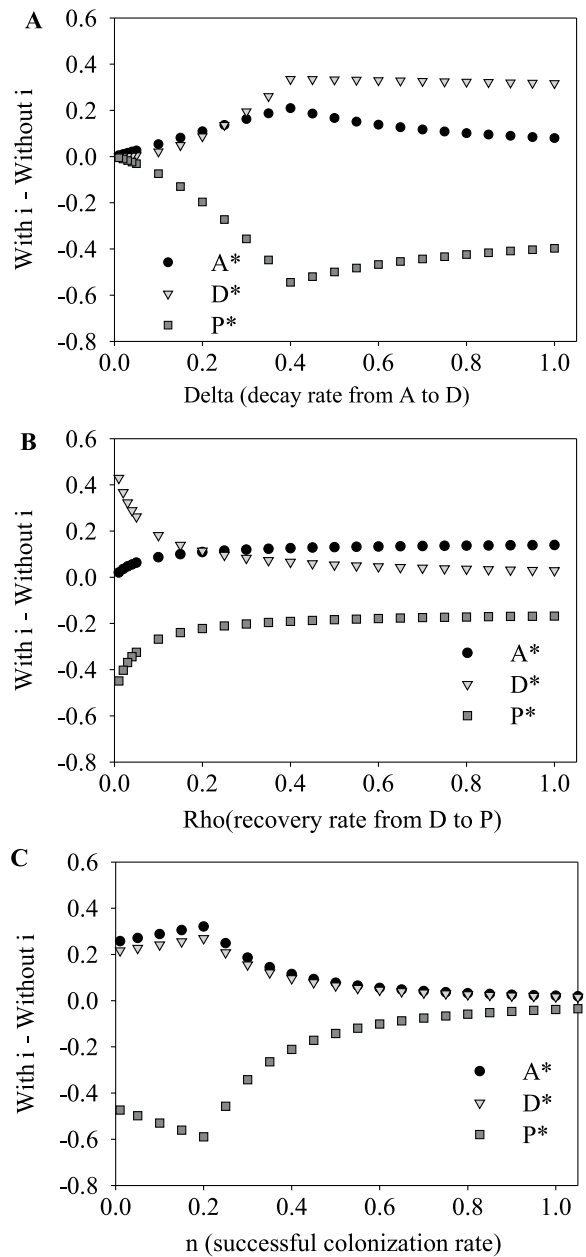 A
With i - Without i
0.6
0.4
0.2
0.0
-0.2
-0.4
-0.6
-0.8
A*
D*
P*
0.0 0.2 0.4 0.6 0.8 1.0
Delta (decay rate from A to D)
B
With i - Without i
0.6
0.4
0.2
0.0
-0.2
-0.4
-0.6
-0.8
A*
D*
P*
0.0 0.2 0.4 0.6 0.8 1.0
Rho(recovery rate from D to P)
C
With i - Without i
0.6
0.4
0.2
0.0
-0.2
-0.4
-0.6
-0.8
A*
D*
P*
0.0 0.2 0.4 0.6 0.8 1.0
n (successful colonization rate)